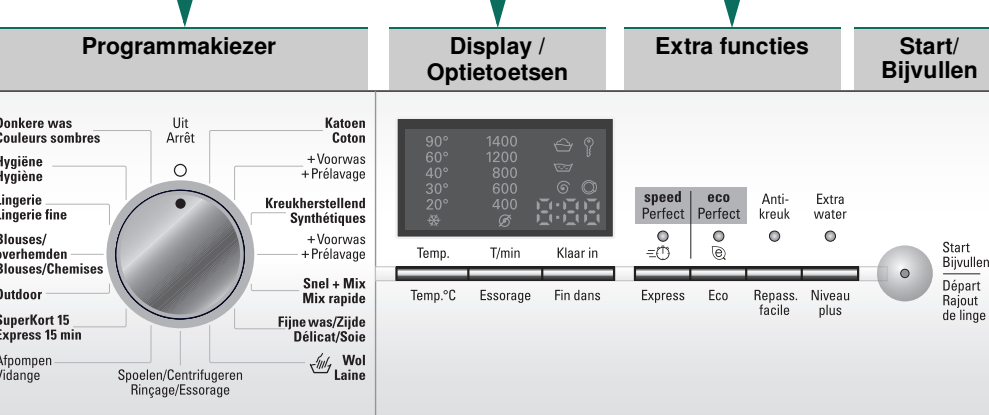 Programmakiezer
Display /
Optietoetsen
Extra functies
Start/
Bijvullen
Donkere was
Couleurs sombres
Hygiëne
Hygiène
Lingerie
Lingerie fine
Blouses/
overhemden
Blouses/Chemises
Outdoor
SuperKort 15
Express 15 min
Afpompen
Vidange
Uit
Arrêt
Spoelen/Centrifugeren
Rinçage/Essorage
Katoen
Coton
+Voorwas
+Prélavage
Kreukherstellend
Synthétiques
+Voorwas
+Prélavage
Snel + Mix
Mix rapide
Fijne was/Zijde
Délicat/Soie
Wol
Laine
90° 1400
60° 1200
40° 800
30° 600
20° 400
8:88
Temp. T/min Klaar in
Temp.°C Essorage Fin dans
speed
Perfect
eco
Perfect
Anti-
kreuk
Extra
water
Express
Eco
Repass.
facile
Niveau
plus
Start
Bijvullen
Départ
Rajout
de linge